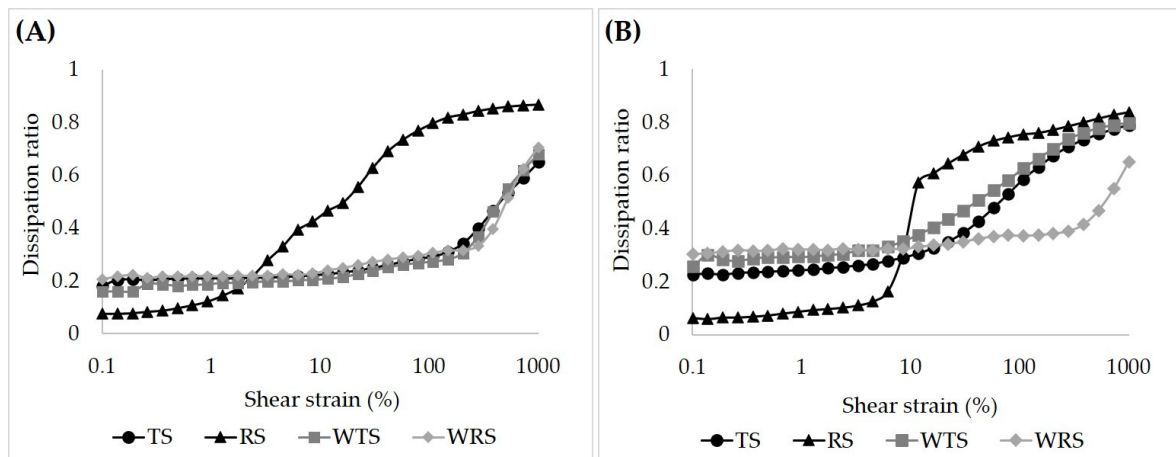 (A)
Dissipation ratio
1
0.8
0.6
0.4
0.2
0
0.1 1 10 100 1000
Shear strain (%)
TS RS WTS WRS
(B)
Dissipation ratio
1
0.8
0.6
0.4
0.2
0
0.1 1 10 100 1000
Shear strain (%)
TS RS WTS WRS